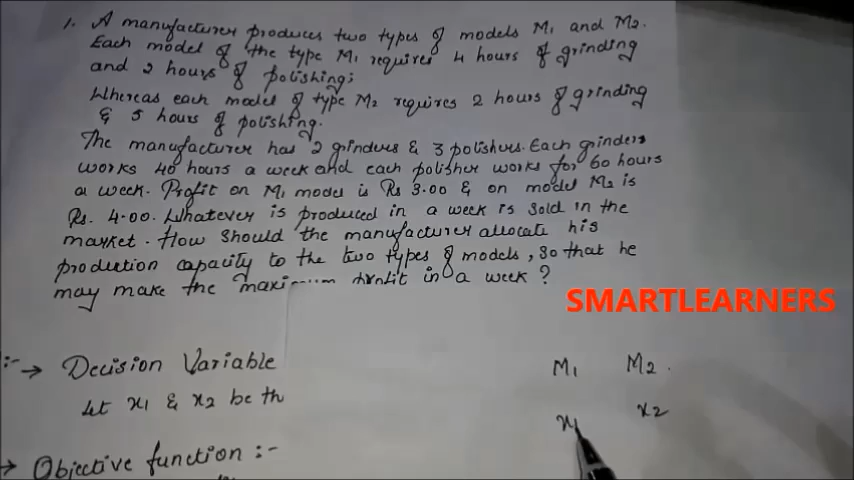 1. A manufacturer produces two types of models M1 and M2.
Each model of the type M1 requires 4 hours of grinding
and 2 hours of polishing;
Whereas each model of type M2 requires 2 hours of grinding
& 5 hours of polishing.
The manufacturer has 2 grinders & 3 polishers. Each grinders
works 40 hours a week and each polisher works for 60 hours
a week. Profit on M1 model is Rs 3.00 & on model M2 is
Rs. 4.00. Whatever is produced in a week is sold in the
market. How should the manufacturer allocate his
production capacity to the two types of models, so that he
may make the maximum profit in a week ?
SMARTLEARNERS
:- → Decision Variable
M1 M2.
Let x1 & x2 be th
x1 x2
→ Objective function :-